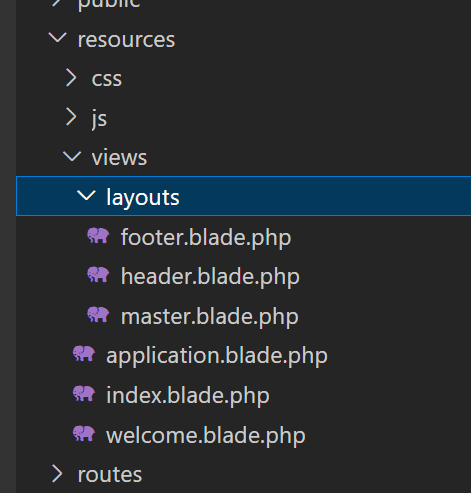 public
resources
css
js
views
layouts
footer.blade.php
header.blade.php
master.blade.php
application.blade.php
index.blade.php
welcome.blade.php
routes